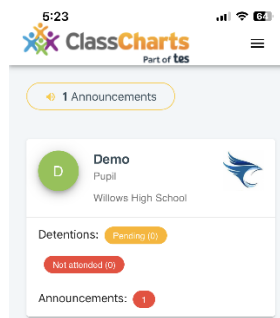 5:23
64
ClassCharts
Part of tes
1 Announcements
D
Demo
Pupil
Willows High School
Detentions: Pending (0)
Not attended (0)
Announcements: 1